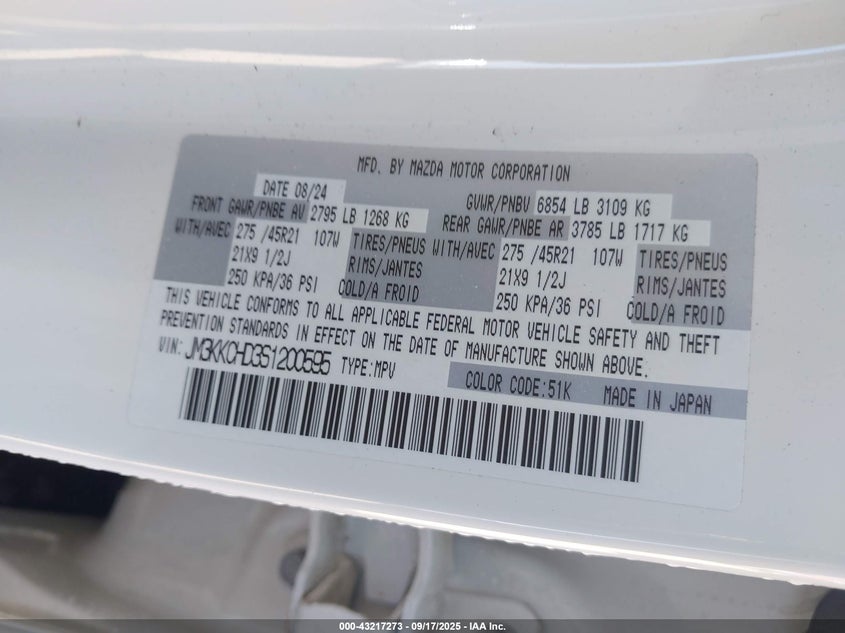 MFD. BY MAZDA MOTOR CORPORATION
DATE 08/24 GVWR/PNBV 6854 LB 3109 KG
FRONT GAWR/PNBE AV 2795 LB 1268 KG REAR GAWR/PNBE AR 3785 LB 1717 KG
WITH/AVEC 275 /45R21 107W TIRES/PNEUS WITH/AVEC 275 /45R21 107W TIRES/PNEUS
21X9 1/2J RIMS/JANTES 21X9 1/2J RIMS/JANTES
250 KPA/36 PSI COLD/A FROID 250 KPA/36 PSI COLD/A FROID
THIS VEHICLE CONFORMS TO ALL APPLICABLE FEDERAL MOTOR VEHICLE SAFETY AND THEFT
PREVENTION STANDARDS IN EFFECT ON THE DATE OF MANUFACTURE SHOWN ABOVE.
VIN: JM3KKCHD3S1200595 TYPE:MPV
COLOR CODE:51K MADE IN JAPAN
000-43217273 - 09/17/2025 - IAA Inc.